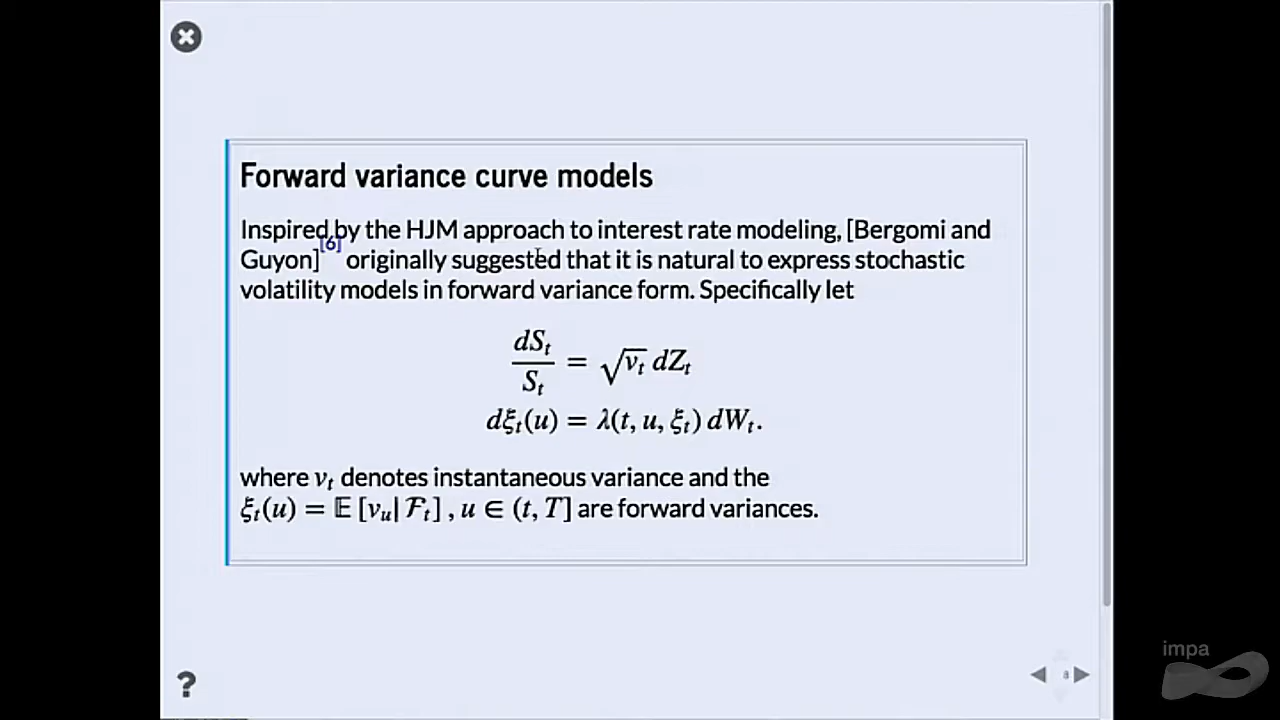 Forward variance curve models
Inspired by the HJM approach to interest rate modeling, [Bergomi and
Guyon][6] originally suggested that it is natural to express stochastic
volatility models in forward variance form. Specifically let
dS_t / S_t = √v_t dZ_t
dξ_t(u) = λ(t, u, ξ_t) dW_t.
where v_t denotes instantaneous variance and the
ξ_t(u) = 𝔼 [v_u| ℱ_t] , u ∈ (t, T] are forward variances.
impa
?
8